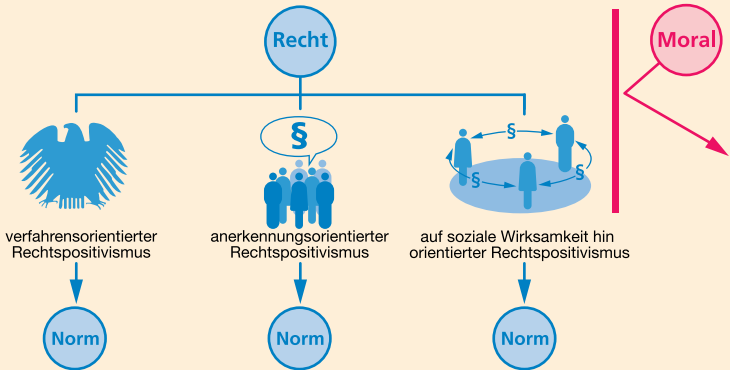 Recht
Moral
§
§
§
§
verfahrensorientierter
Rechtspositivismus
anerkennungsorientierter
Rechtspositivismus
auf soziale Wirksamkeit hin
orientierter Rechtspositivismus
Norm
Norm
Norm